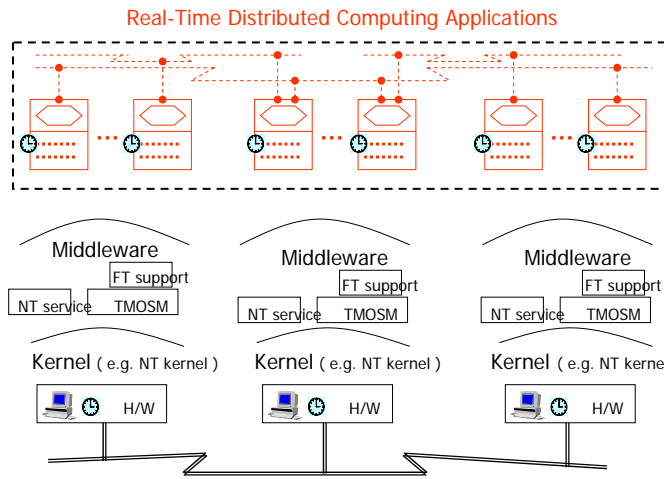 Real-Time Distributed Computing Applications
Middleware
FT support
NT service
TMOSM
Kernel ( e.g. NT kernel )
H/W
Middleware
FT support
NT service
TMOSM
Kernel ( e.g. NT kernel )
H/W
Middleware
FT support
NT service
TMOSM
Kernel ( e.g. NT kerne
H/W